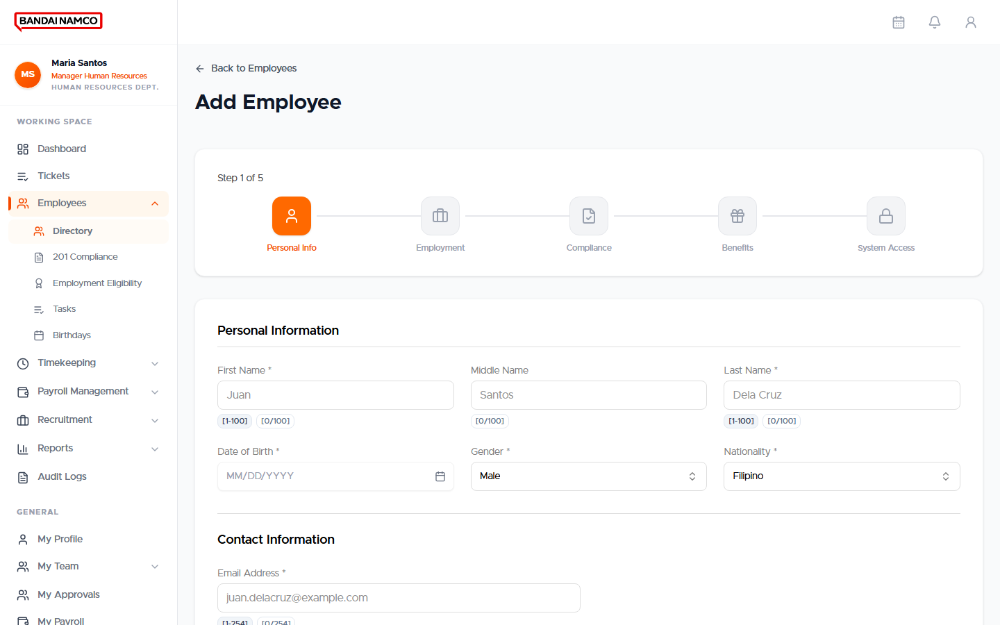 BANDAI NAMCO
MS
Maria Santos
Manager Human Resources
HUMAN RESOURCES DEPT.
WORKING SPACE
Dashboard
Tickets
Employees
Directory
201 Compliance
Employment Eligibility
Tasks
Birthdays
Timekeeping
Payroll Management
Recruitment
Reports
Audit Logs
GENERAL
My Profile
My Team
My Approvals
My Payroll
Back to Employees
Add Employee
Step 1 of 5
Personal Info
Employment
Compliance
Benefits
System Access
Personal Information
First Name *
Middle Name
Last Name *
Juan
Santos
Dela Cruz
[1-100] [0/100]
[0/100]
[1-100] [0/100]
Date of Birth *
Gender *
Nationality *
MM/DD/YYYY
Male
Filipino
Contact Information
Email Address *
juan.delacruz@example.com
[1-254] [0/254]